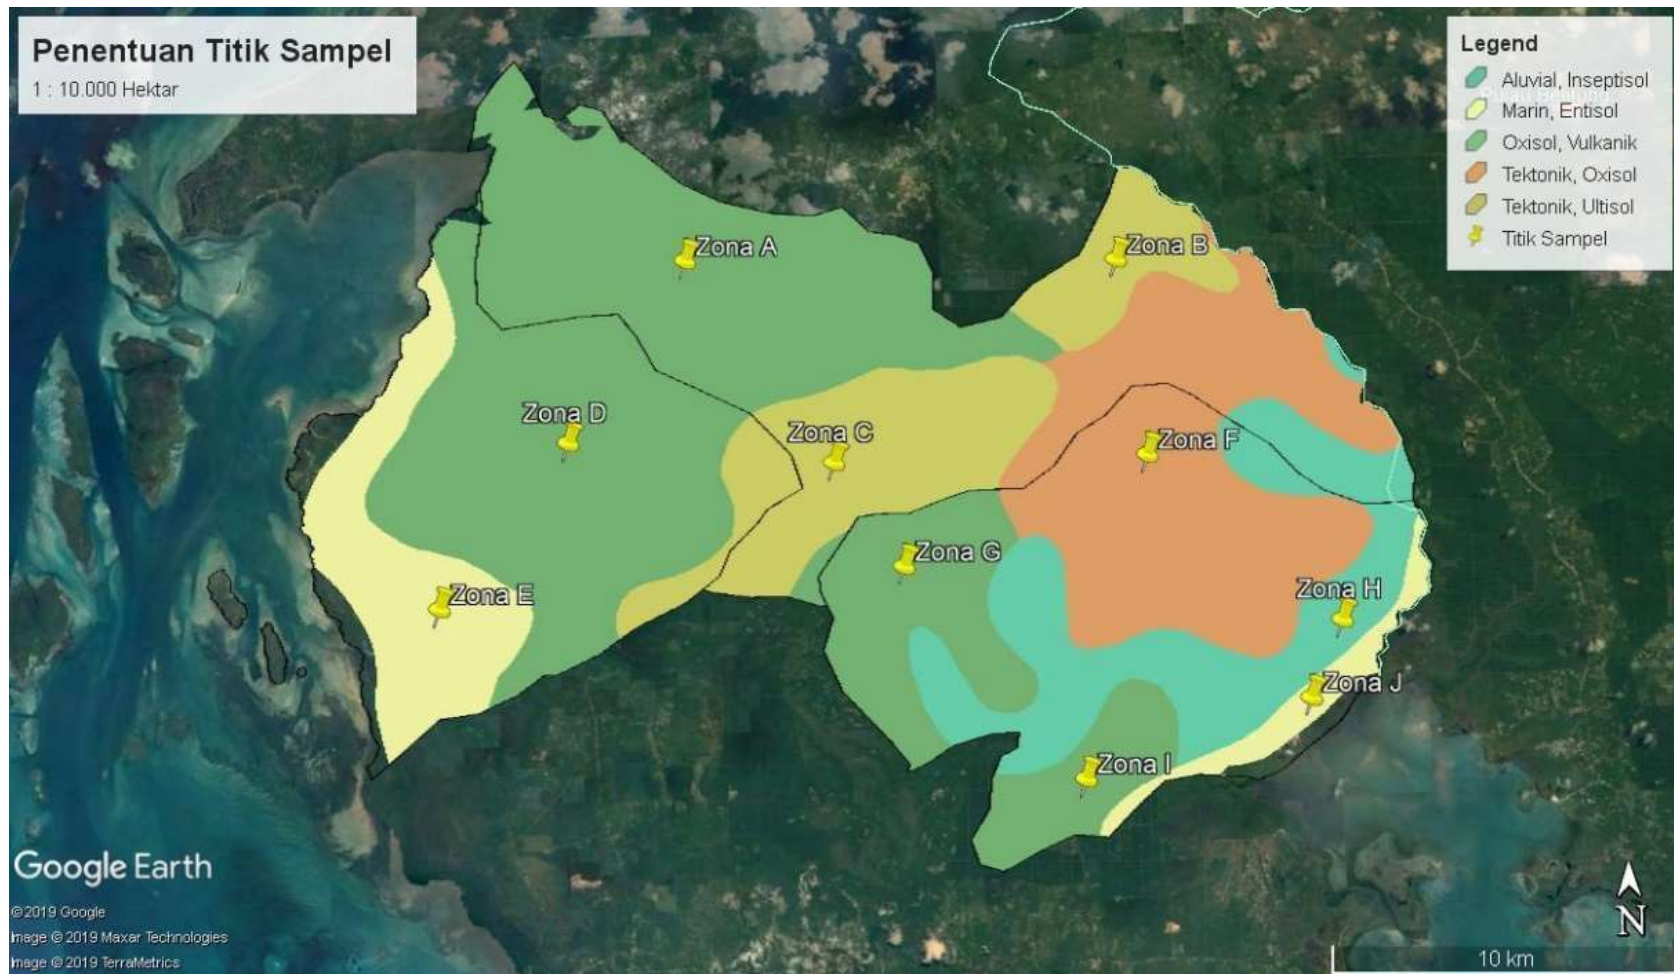 Penentuan Titik Sampel
1 : 10.000 Hektar
Legend
Aluvial, Inseptisol
Marin, Entisol
Oxisol, Vulkanik
Tektonik, Oxisol
Tektonik, Ultisol
Titik Sampel
Zona A
Zona B
Zona D
Zona C
Zona F
Zona G
Zona E
Zona H
Zona J
Zona I
Google Earth
©2019 Google
Image © 2019 Maxar Technologies
Image © 2019 TerraMetrics
N
10 km